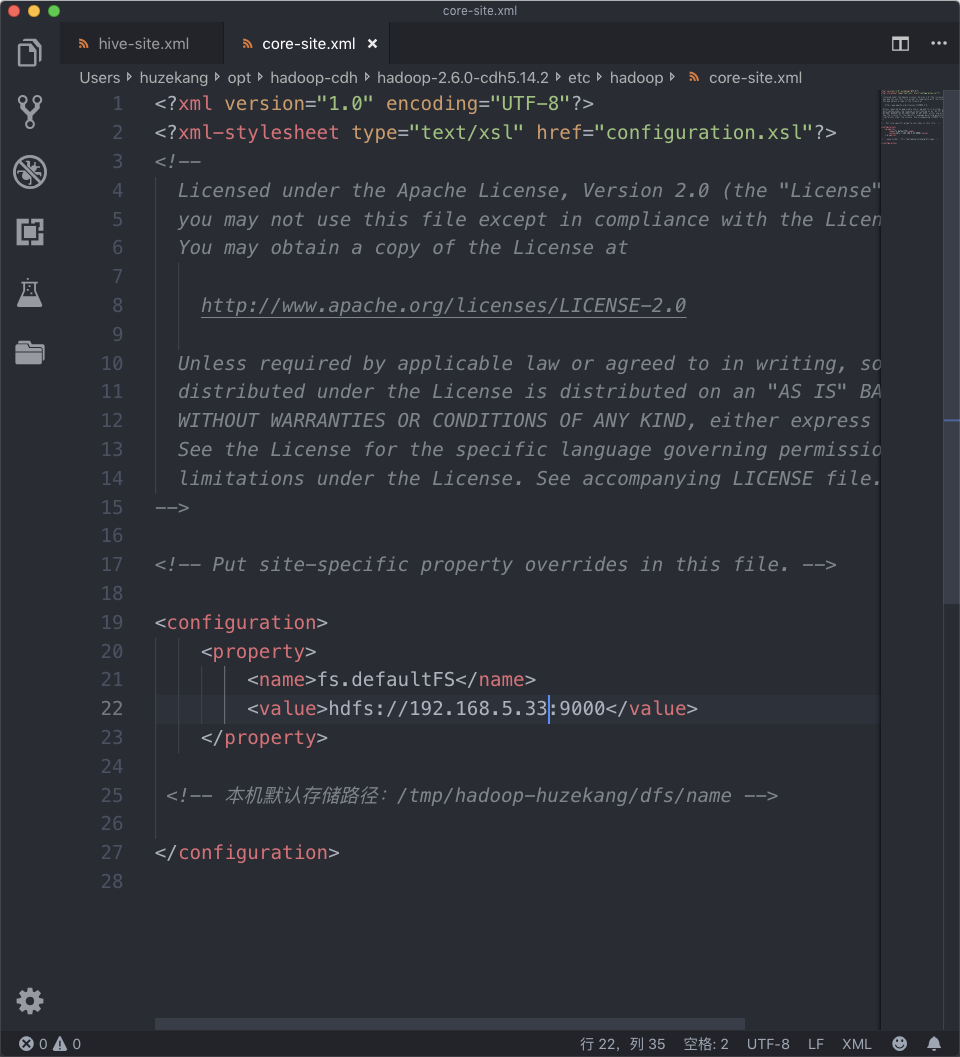 core-site.xml
hive-site.xml
core-site.xml
Users huzekang opt hadoop-cdh hadoop-2.6.0-cdh5.14.2 etc hadoop core-site.xml
1 <?xml version="1.0" encoding="UTF-8"?>
2 <?xml-stylesheet type="text/xsl" href="configuration.xsl"?>
3 <!--
4 Licensed under the Apache License, Version 2.0 (the "License"
5 you may not use this file except in compliance with the Licen
6 You may obtain a copy of the License at
7
8 http://www.apache.org/licenses/LICENSE-2.0
9
10 Unless required by applicable law or agreed to in writing, so
11 distributed under the License is distributed on an "AS IS" BA
12 WITHOUT WARRANTIES OR CONDITIONS OF ANY KIND, either express
13 See the License for the specific language governing permissio
14 limitations under the License. See accompanying LICENSE file.
15 -->
16
17 <!-- Put site-specific property overrides in this file. -->
18
19 <configuration>
20 <property>
21 <name>fs.defaultFS</name>
22 <value>hdfs://192.168.5.33:9000</value>
23 </property>
24
25 <!-- 本机默认存储路径：/tmp/hadoop-huzekang/dfs/name -->
26
27 </configuration>
28
0 0 行 22，列 35 空格: 2 UTF-8 LF XML